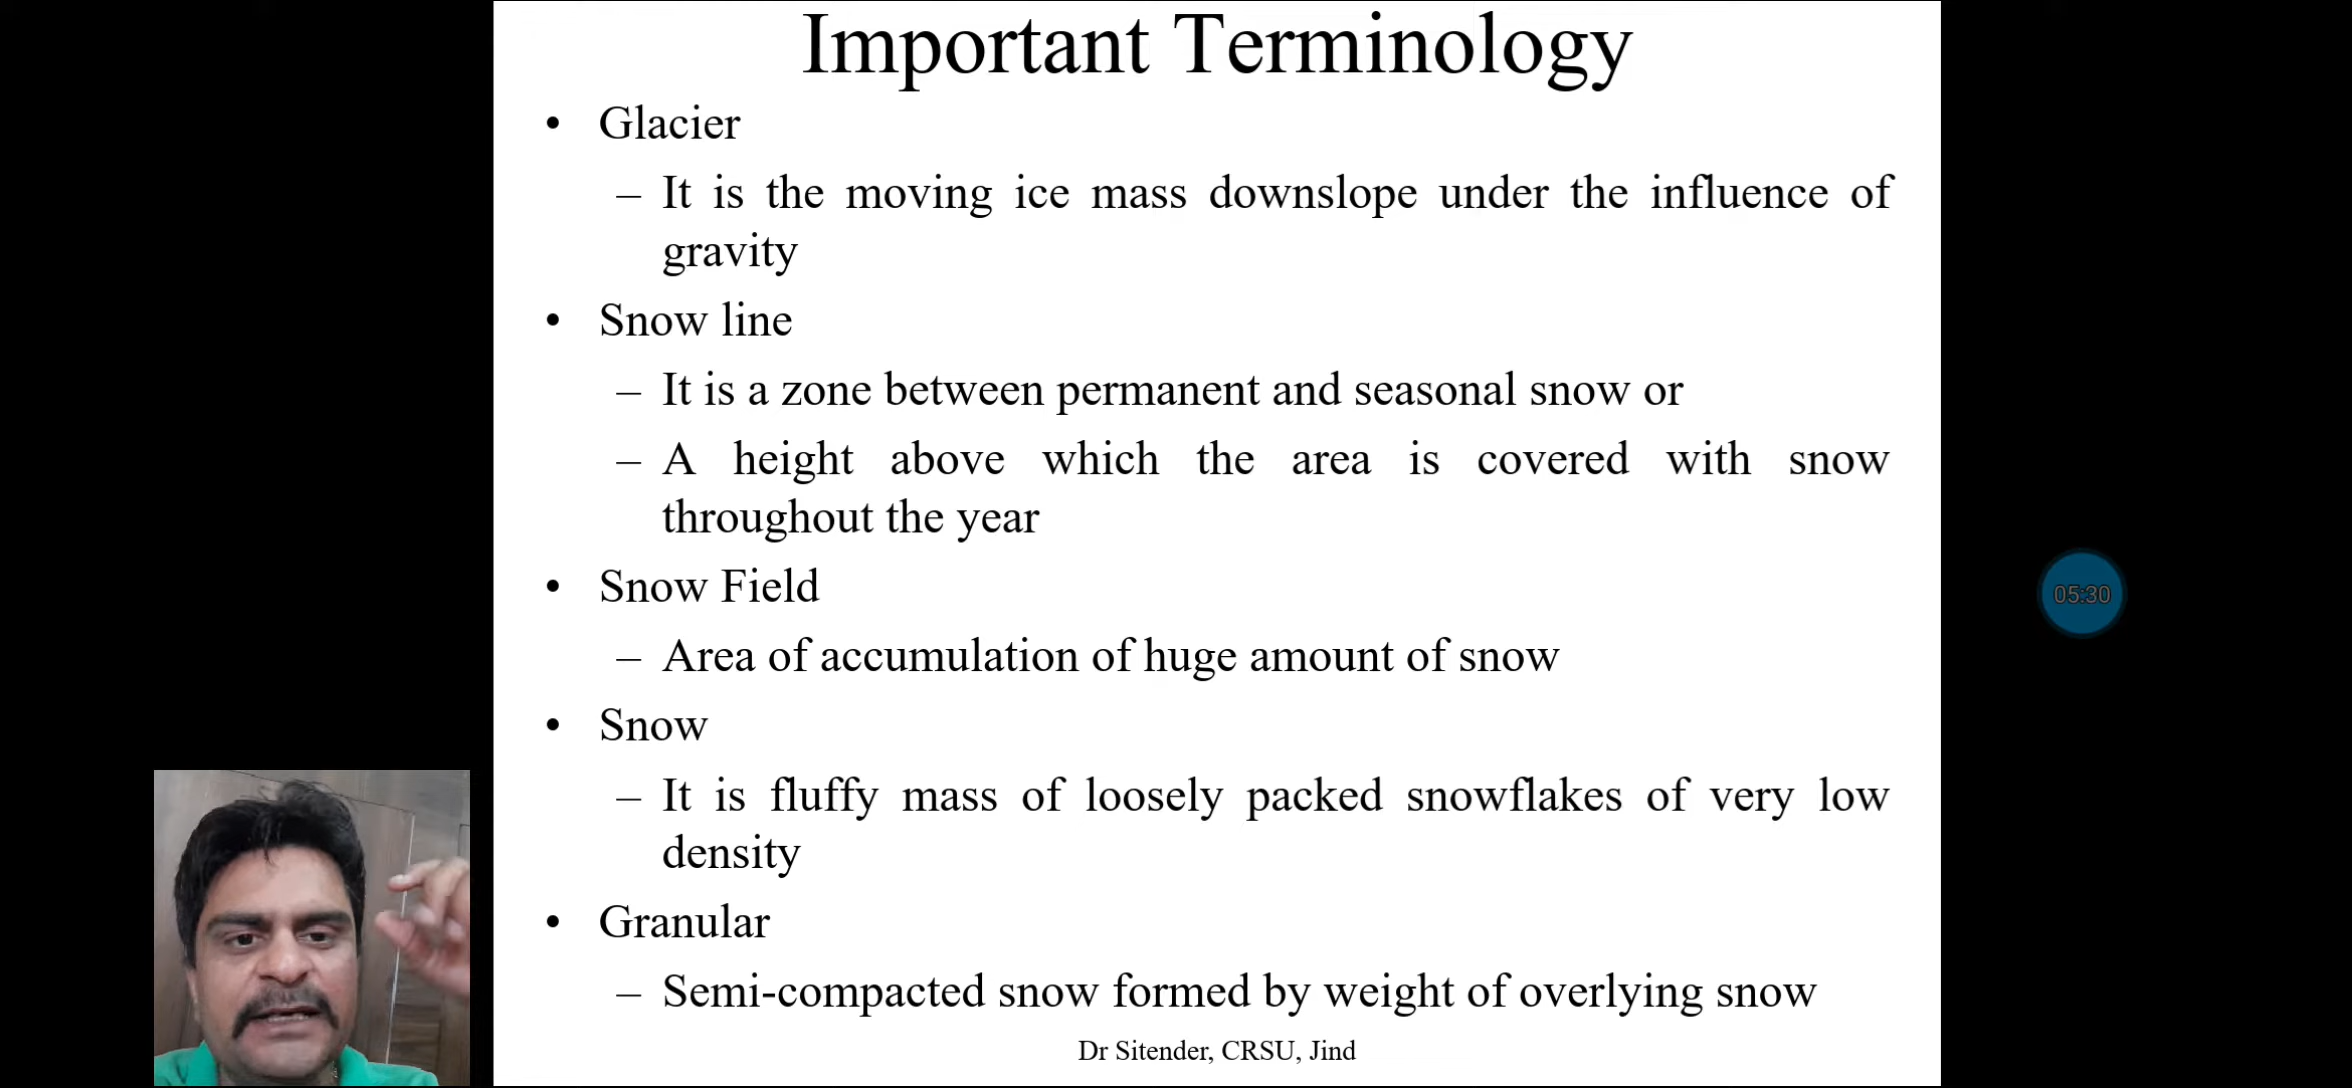 Important Terminology
• Glacier
– It is the moving ice mass downslope under the influence of
gravity
• Snow line
– It is a zone between permanent and seasonal snow or
– A height above which the area is covered with snow
throughout the year
• Snow Field
– Area of accumulation of huge amount of snow
• Snow
– It is fluffy mass of loosely packed snowflakes of very low
density
• Granular
– Semi-compacted snow formed by weight of overlying snow
Dr Sitender, CRSU, Jind
05:30